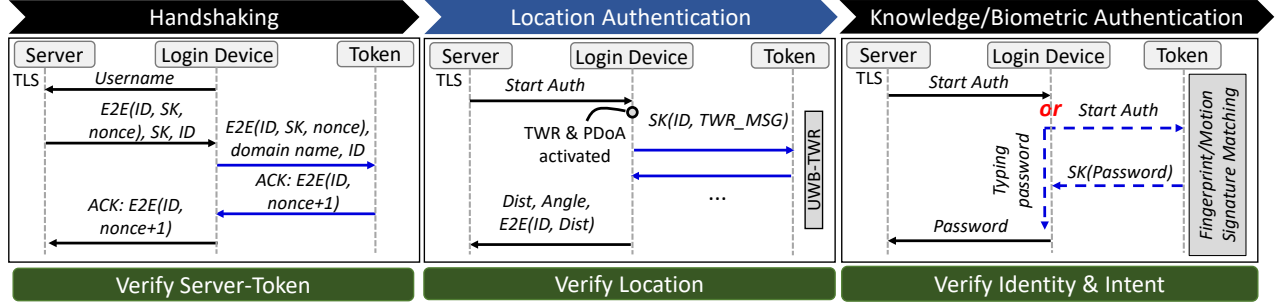 Handshaking
Server
Login Device
Token
TLS
Username
E2E(ID, SK,
nonce), SK, ID
E2E(ID, SK, nonce),
domain name, ID
ACK: E2E(ID,
nonce+1)
ACK: E2E(ID,
nonce+1)
Verify Server-Token
Location Authentication
Server
Login Device
Token
TLS
Start Auth
TWR & PDoA
activated
SK(ID, TWR_MSG)
...
Dist, Angle,
E2E(ID, Dist)
UWB-TWR
Verify Location
Knowledge/Biometric Authentication
Server
Login Device
Token
TLS
Start Auth
or
Start Auth
Typing
password
SK(Password)
Password
Fingerprint/Motion
Signature Matching
Verify Identity & Intent